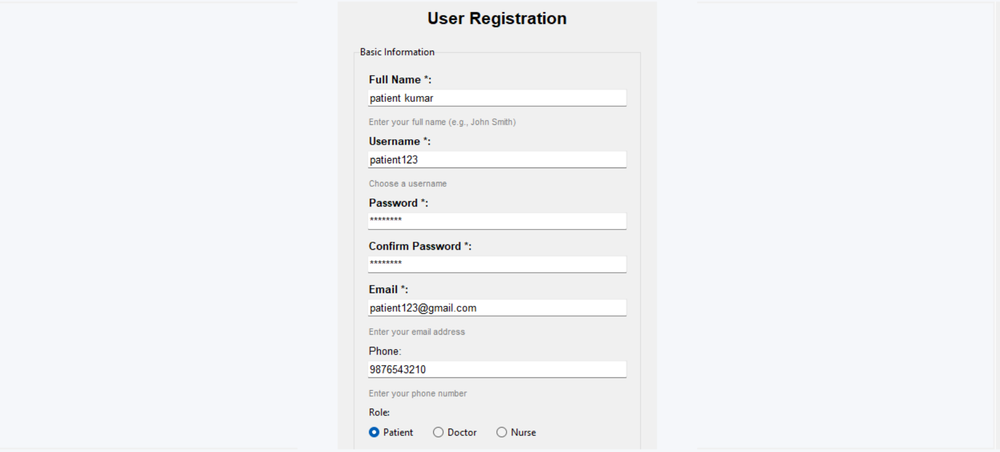 User Registration
Basic Information
Full Name *:
patient kumar
Enter your full name (e.g., John Smith)
Username *:
patient123
Choose a username
Password *:
********
Confirm Password *:
********
Email *:
patient123@gmail.com
Enter your email address
Phone:
9876543210
Enter your phone number
Role:
Patient Doctor Nurse